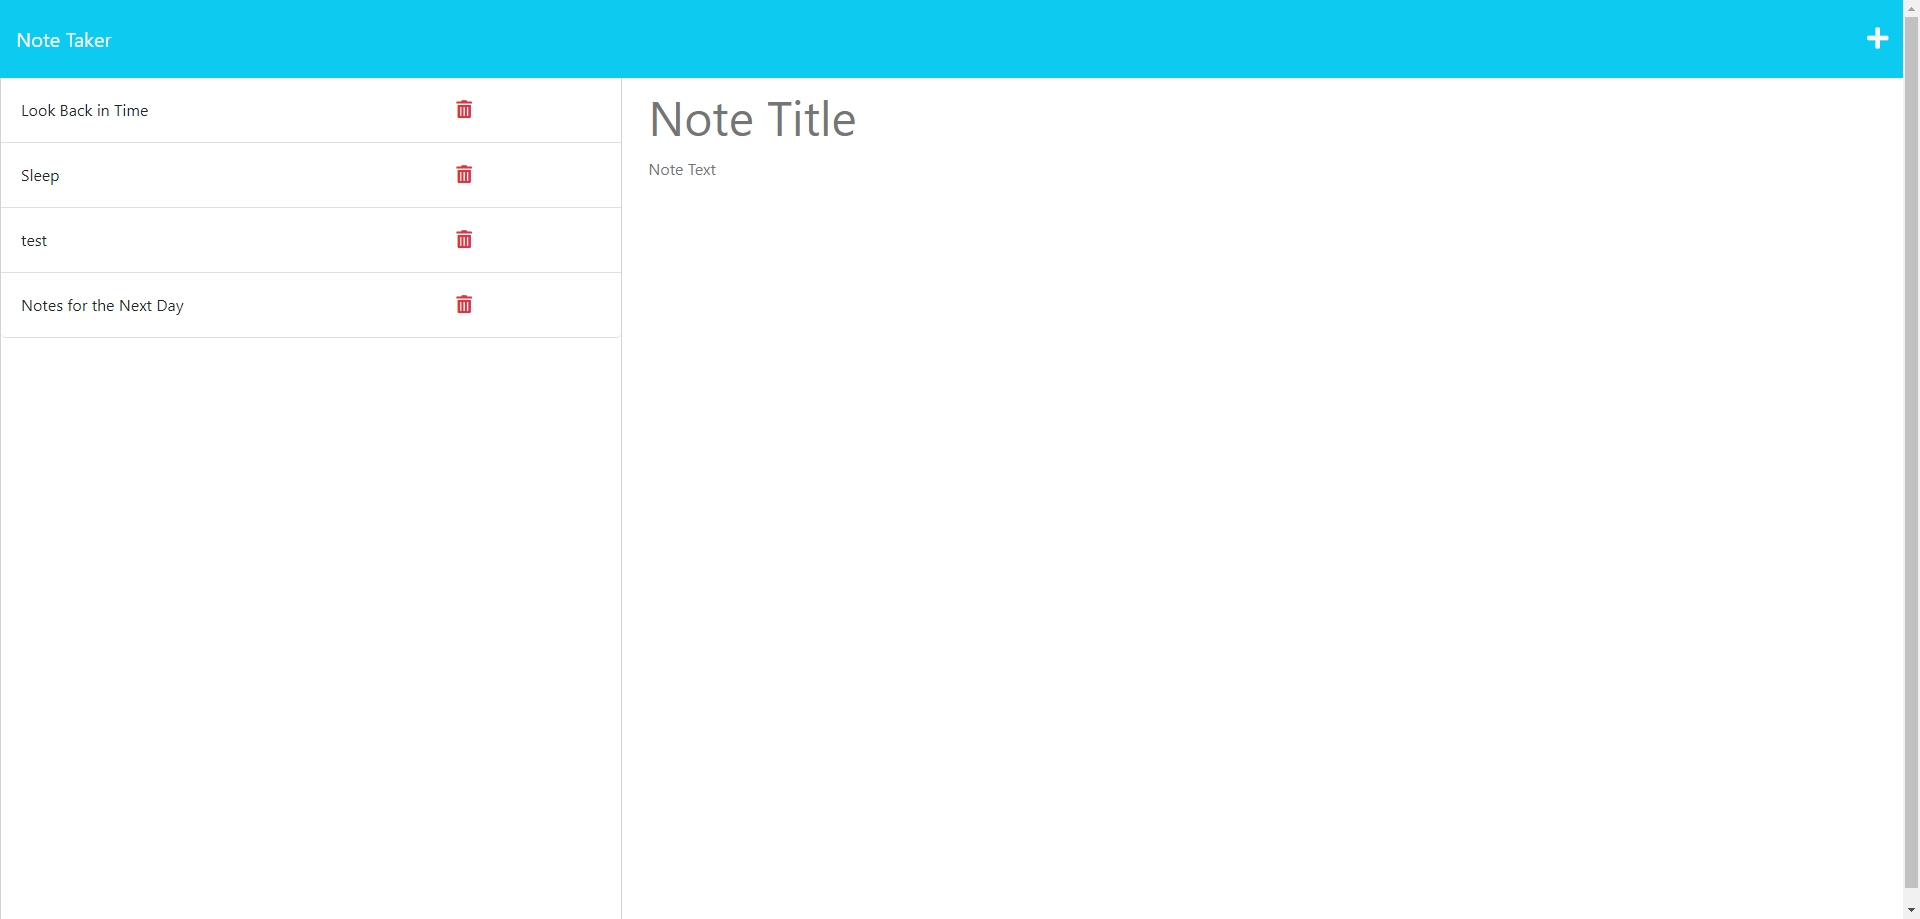 Note Taker
Look Back in Time
Sleep
test
Notes for the Next Day
Note Title
Note Text